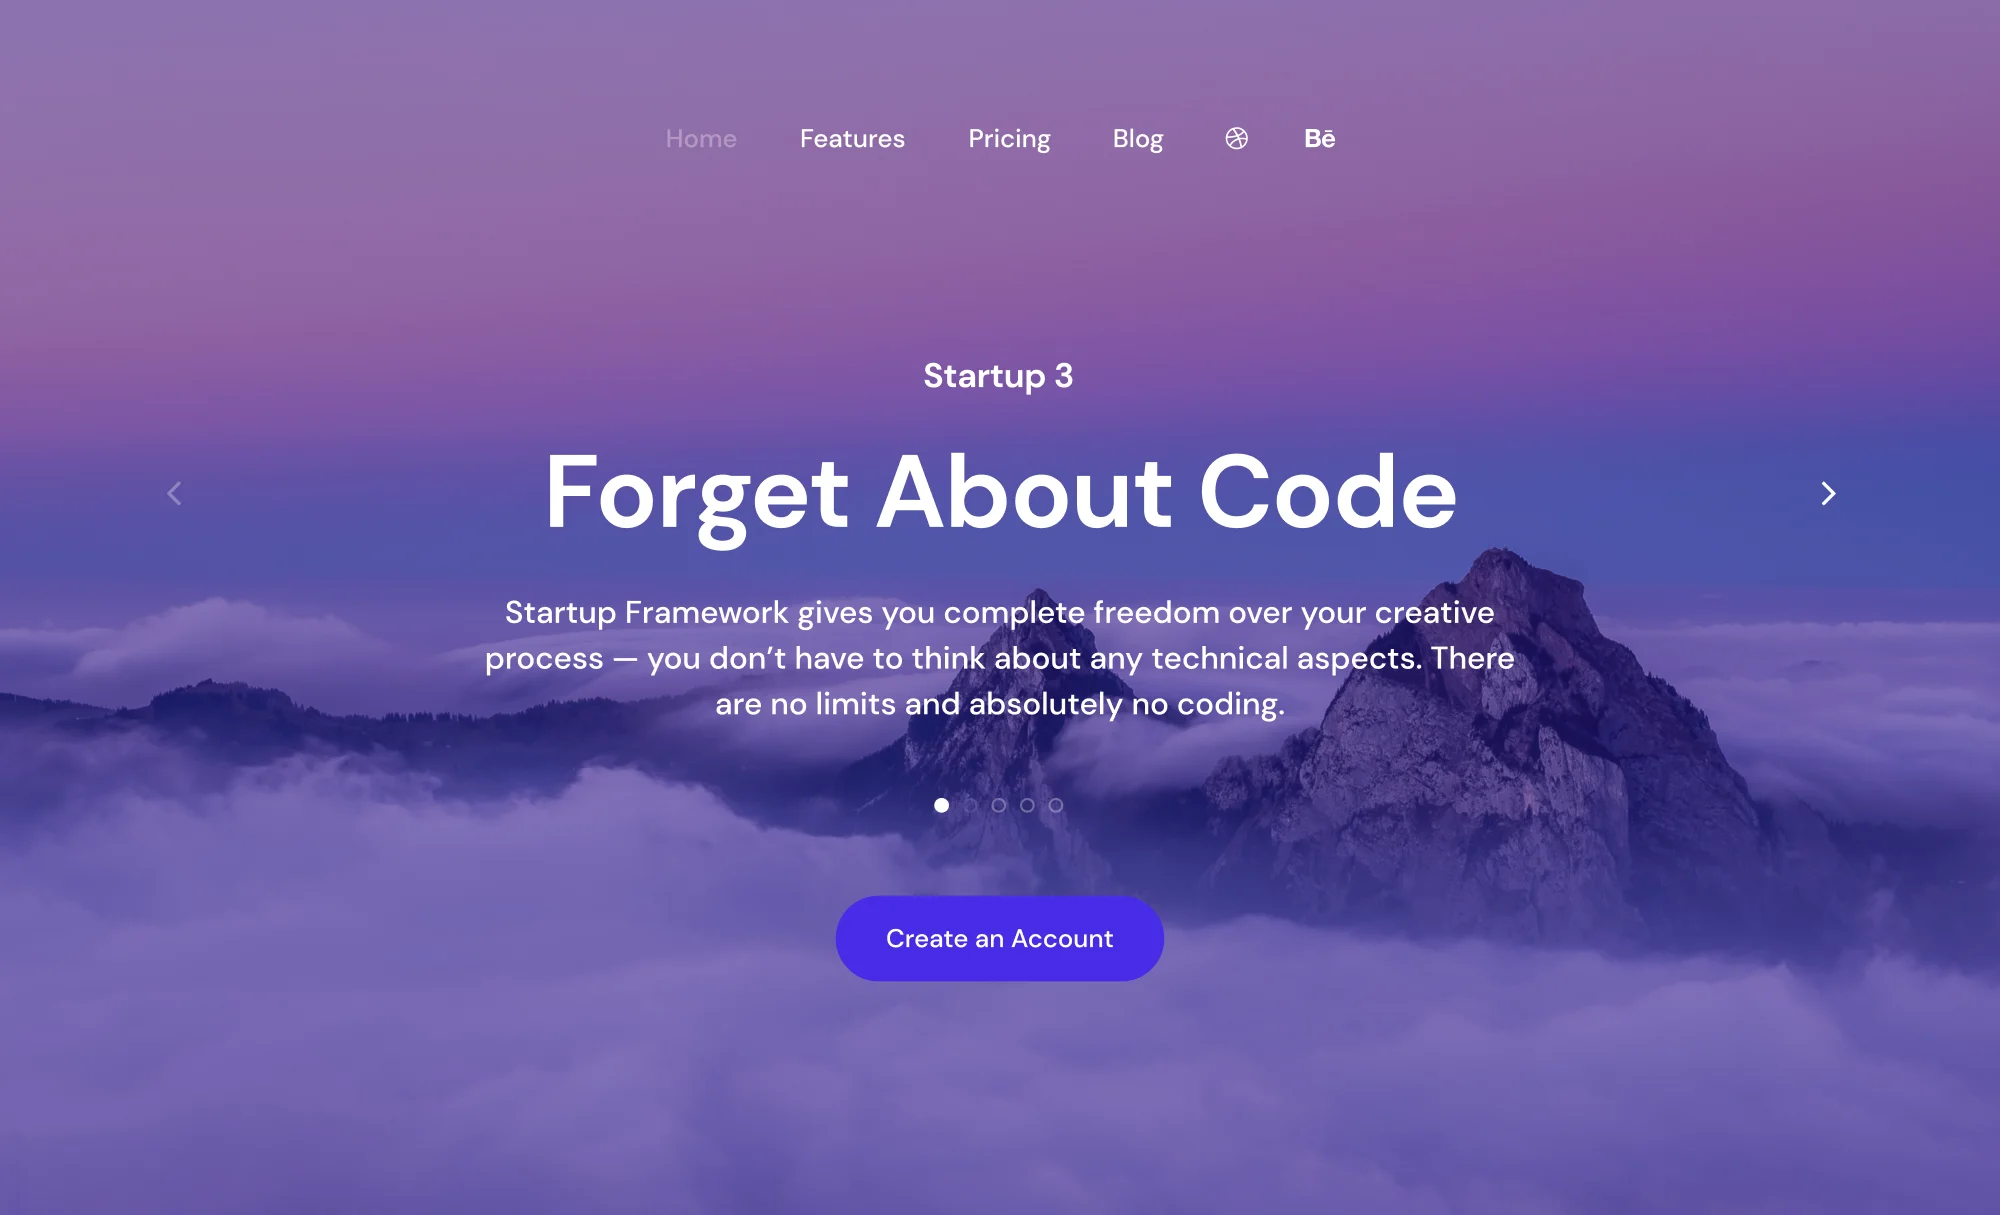 Home Features Pricing Blog Bē
Startup 3
Forget About Code
Startup Framework gives you complete freedom over your creative
process — you don’t have to think about any technical aspects. There
are no limits and absolutely no coding.
Create an Account